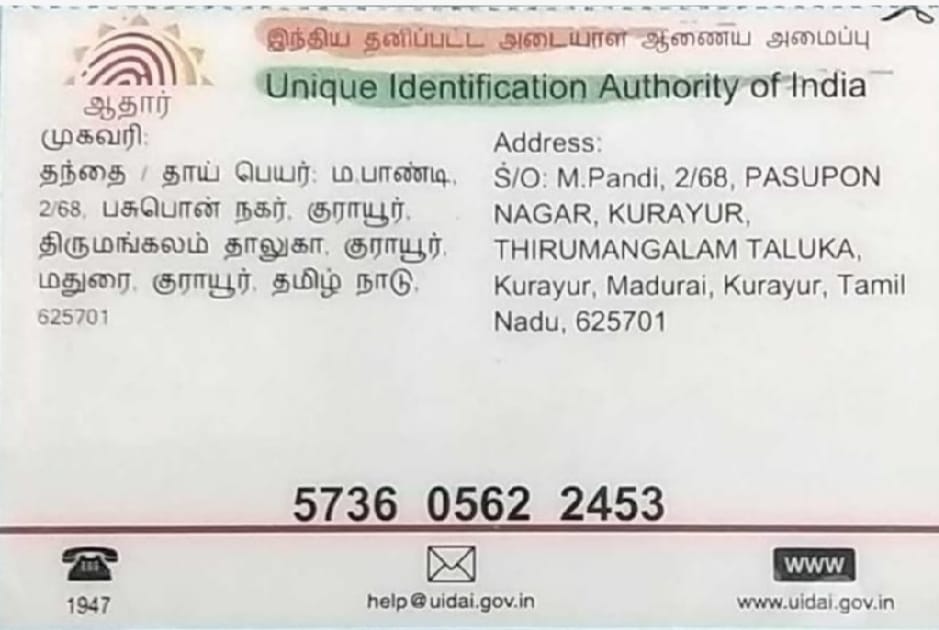 இந்திய தனிப்பட்ட அடையாள ஆணைய அமைப்பு
Unique Identification Authority of India
ஆதார்
முகவரி:
தந்தை / தாய் பெயர்: ம.பாண்டி,
2/68, பசுபொன் நகர், குராயூர்,
திருமங்கலம் தாலுகா, குராயூர்,
மதுரை, குராயூர், தமிழ் நாடு,
625701
Address:
S/O: M.Pandi, 2/68, PASUPON
NAGAR, KURAYUR,
THIRUMANGALAM TALUKA,
Kurayur, Madurai, Kurayur, Tamil
Nadu, 625701
5736 0562 2453
1947
help@uidai.gov.in
www
www.uidai.gov.in